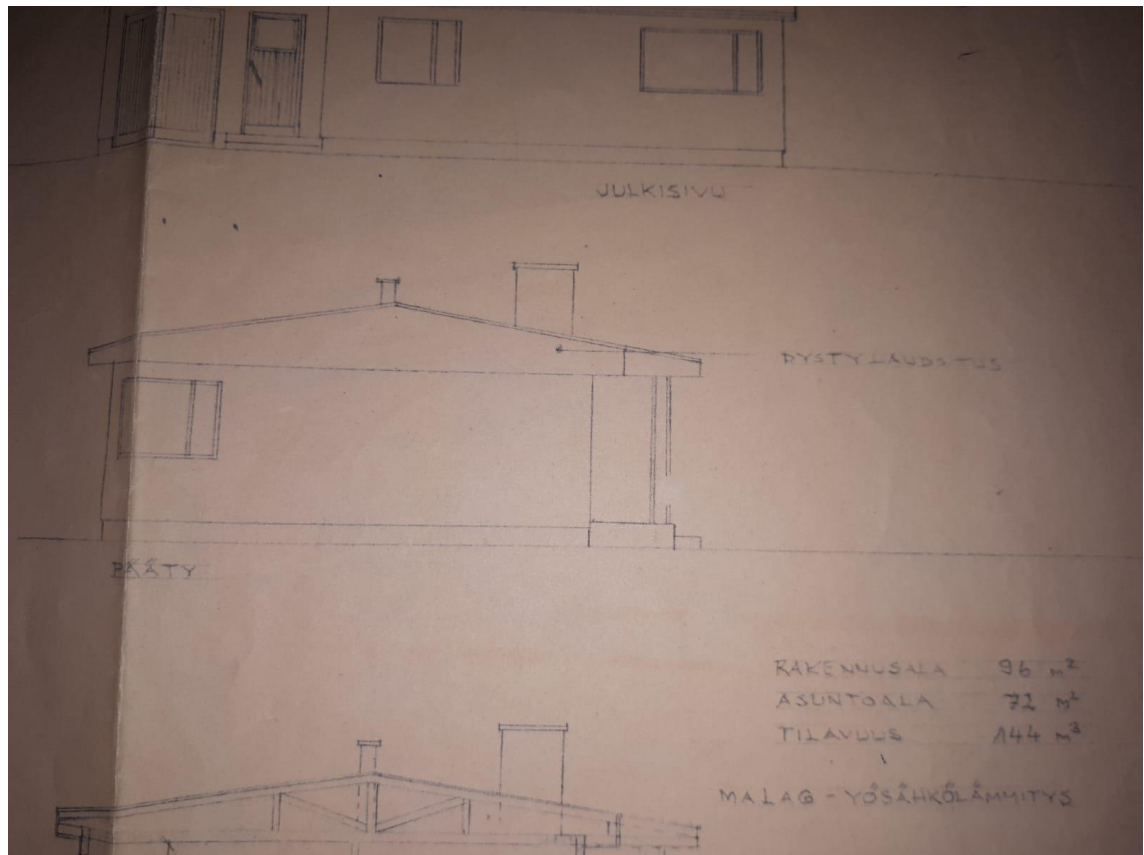 JULKISIVU
PYSTYLAUDOITUS
PÄÄTY
RAKENNUSALA 96 m²
ASUNTOALA 72 m²
TILAVUUS 144 m³
MALAG - YÖSÄHKÖLÄMMITYS